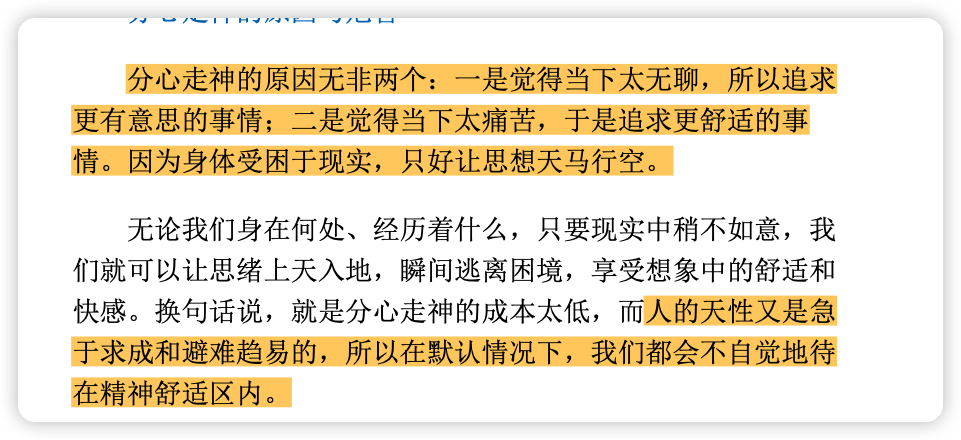 分心走神的原因无非两个：一是觉得当下太无聊，所以追求
更有意思的事情；二是觉得当下太痛苦，于是追求更舒适的事
情。因为身体受困于现实，只好让思想天马行空。
无论我们身在何处、经历着什么，只要现实中稍不如意，我
们就可以让思绪上天入地，瞬间逃离困境，享受想象中的舒适和
快感。换句话说，就是分心走神的成本太低，而人的天性又是急
于求成和避难趋易的，所以在默认情况下，我们都会不自觉地待
在精神舒适区内。